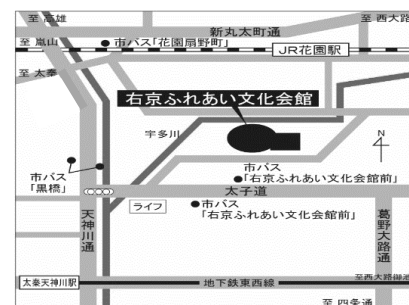 至 高雄
新丸太町通
至 西大路
至 嵐山
市バス「花園扇野町」
JR花園駅
至 太秦
右京ふれあい文化会館
宇多川
N
市バス
「黒橋」
市バス
「右京ふれあい文化会館前」
太子道
ライフ
市バス
「右京ふれあい文化会館前」
天神川通
葛野大路通
太秦天神川駅
地下鉄東西線
至西大路御池
至 四条通